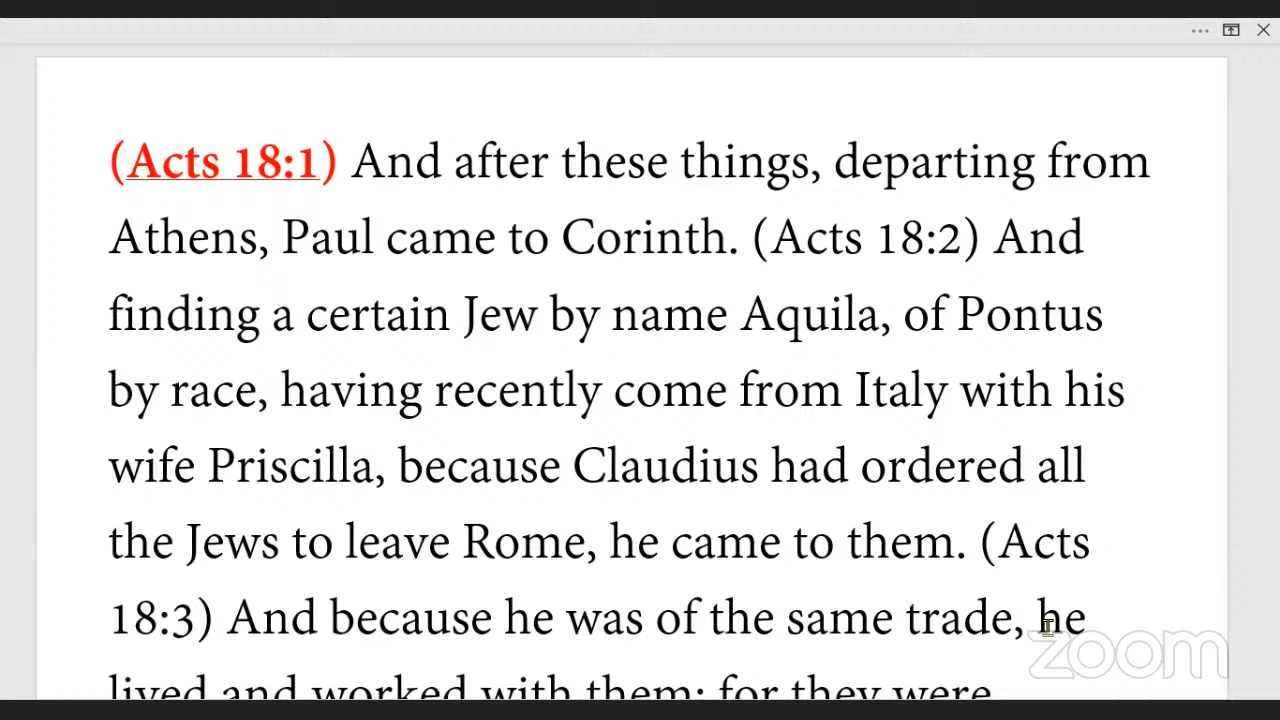 (Acts 18:1) And after these things, departing from
Athens, Paul came to Corinth. (Acts 18:2) And
finding a certain Jew by name Aquila, of Pontus
by race, having recently come from Italy with his
wife Priscilla, because Claudius had ordered all
the Jews to leave Rome, he came to them. (Acts
18:3) And because he was of the same trade, he
lived and worked with them; for they were
zoom